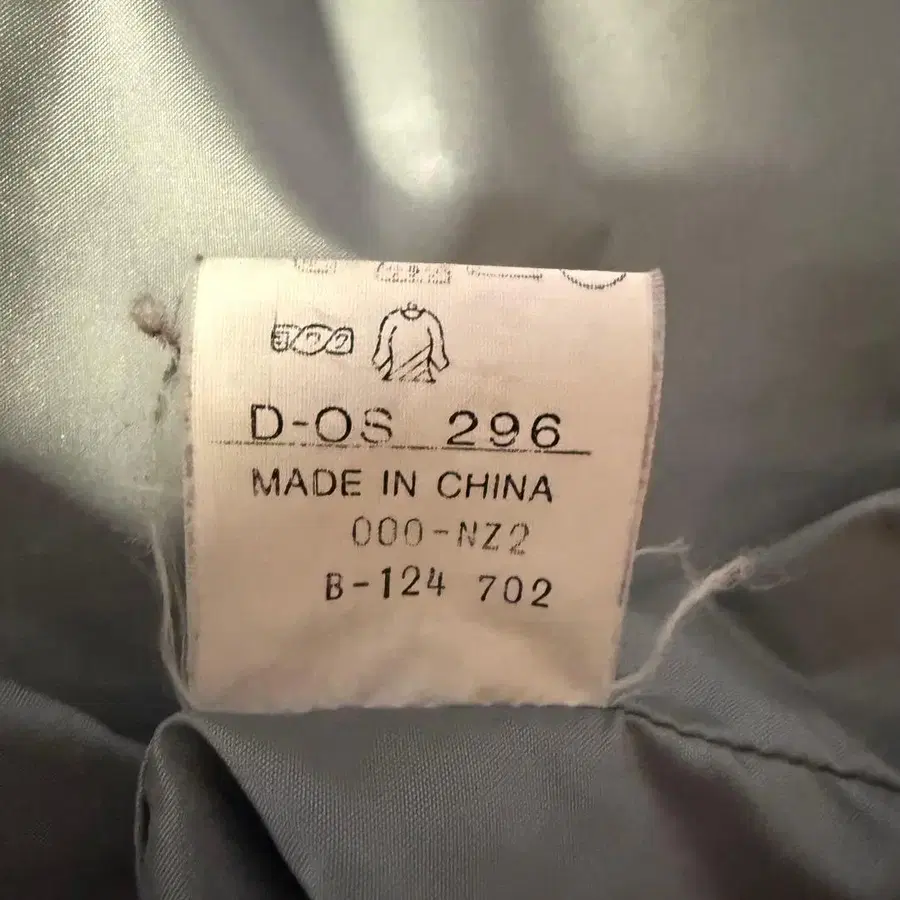 D-OS 296
MADE IN CHINA
000-NZ2
B-124 702